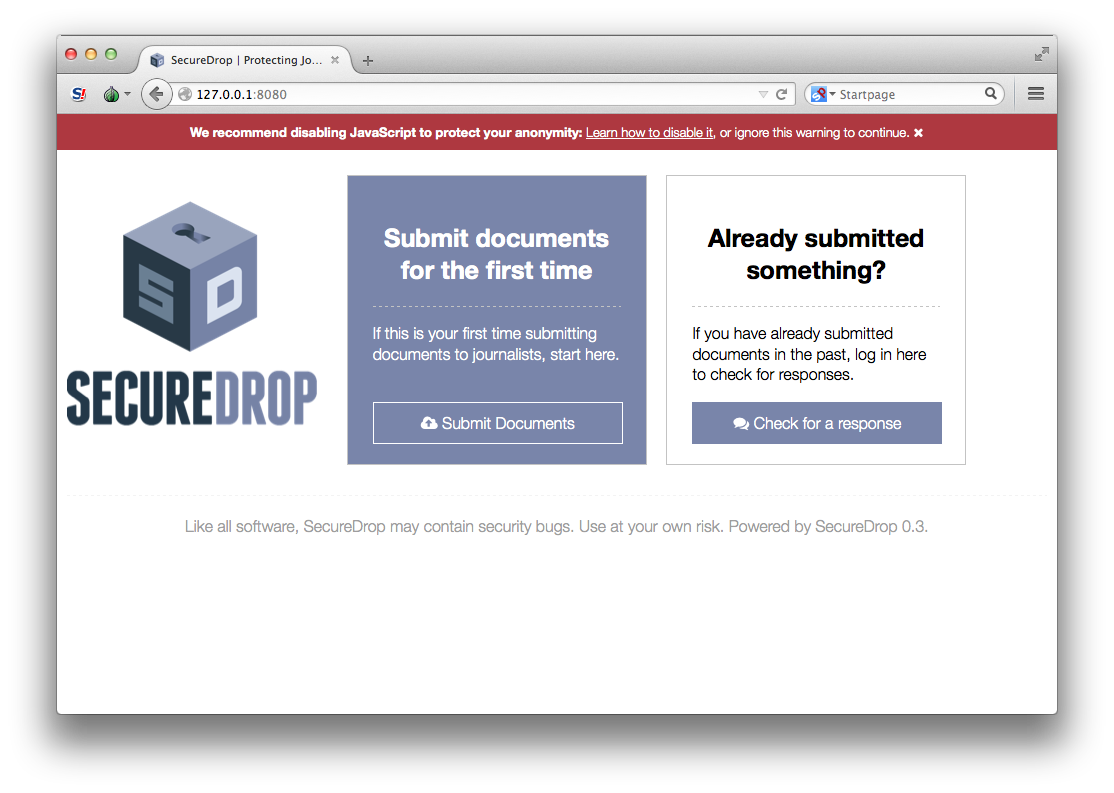 SecureDrop | Protecting Jo...
127.0.0.1:8080
Startpage
We recommend disabling JavaScript to protect your anonymity: Learn how to disable it, or ignore this warning to continue.
S D
SECUREDROP
Submit documents
for the first time
If this is your first time submitting
documents to journalists, start here.
Submit Documents
Already submitted
something?
If you have already submitted
documents in the past, log in here
to check for responses.
Check for a response
Like all software, SecureDrop may contain security bugs. Use at your own risk. Powered by SecureDrop 0.3.